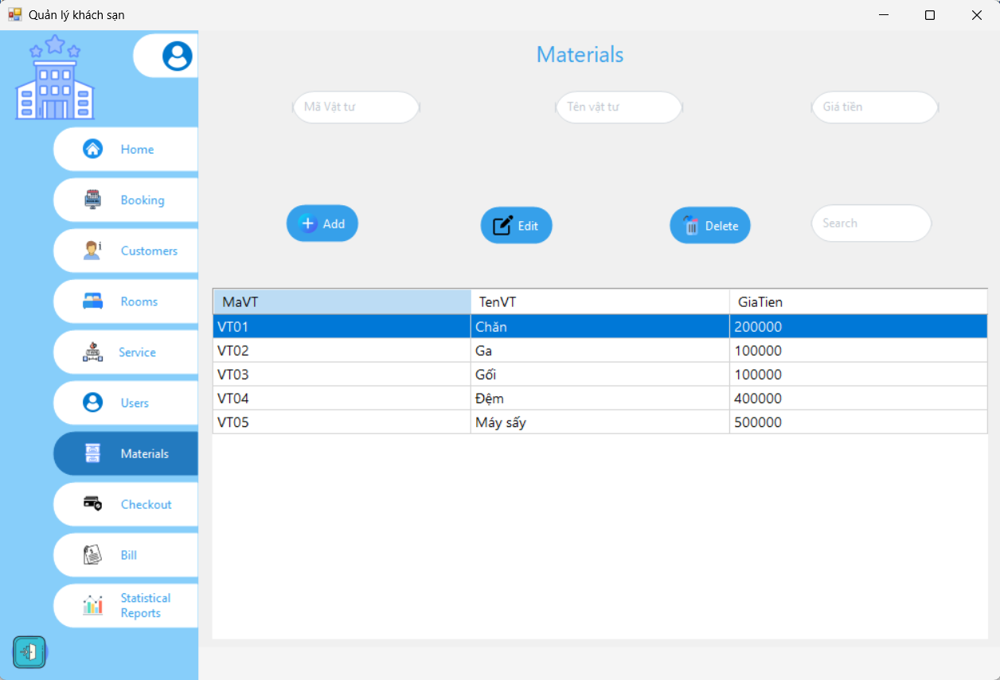 Quản lý khách sạn
Materials
Mã Vật tư
Tên vật tư
Giá tiền
Home
Booking
Customers
Rooms
Service
Users
Materials
Checkout
Bill
Statistical
Reports
Add
Edit
Delete
Search
MaVT TenVT GiaTien
VT01 Chăn 200000
VT02 Ga 100000
VT03 Gối 100000
VT04 Đệm 400000
VT05 Máy sấy 500000